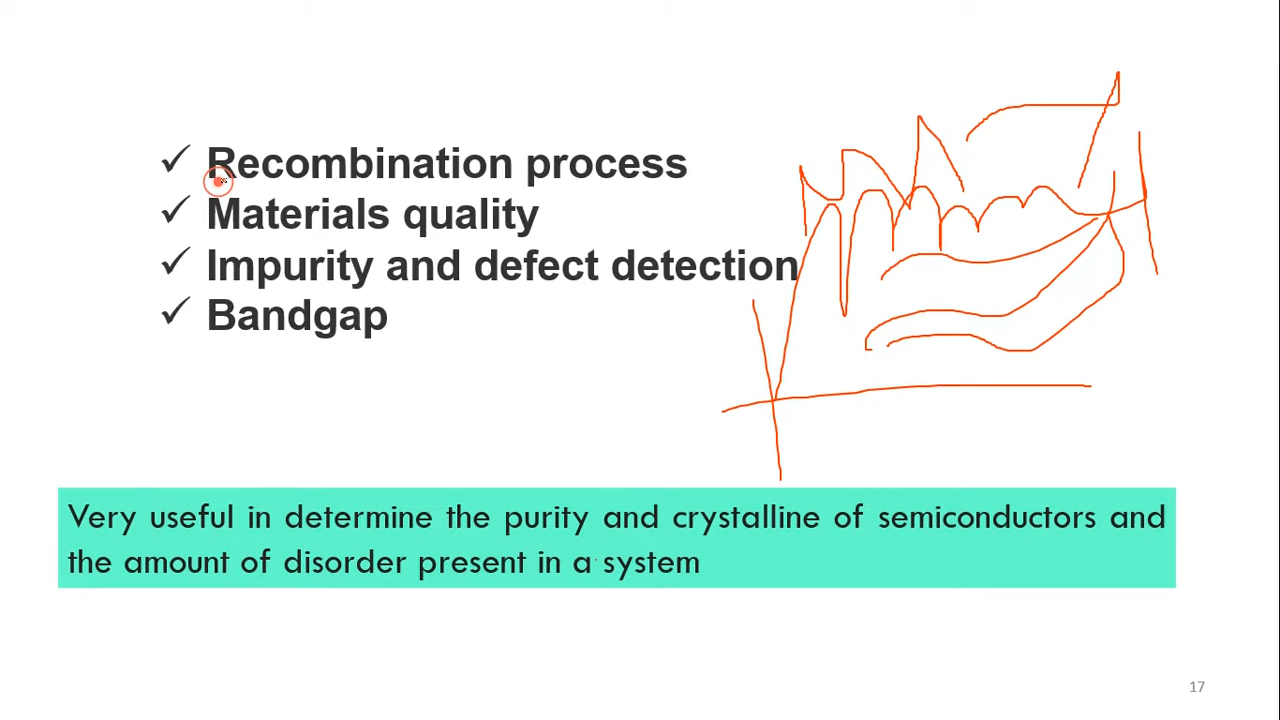 ✓ Recombination process
✓ Materials quality
✓ Impurity and defect detection
✓ Bandgap
Very useful in determine the purity and crystalline of semiconductors and
the amount of disorder present in a system
17